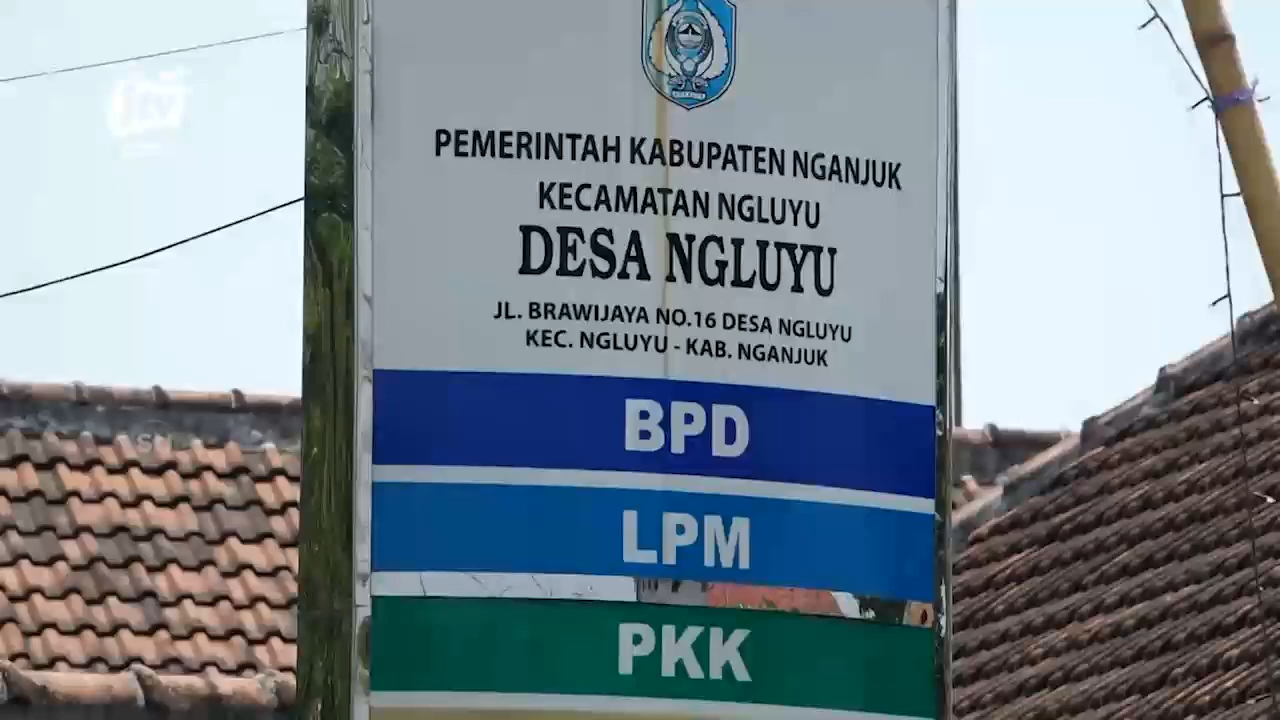 jtv
PEMERINTAH KABUPATEN NGANJUK
KECAMATAN NGLUYU
DESA NGLUYU
JL. BRAWIJAYA NO.16 DESA NGLUYU
KEC. NGLUYU - KAB. NGANJUK
BPD
LPM
PKK